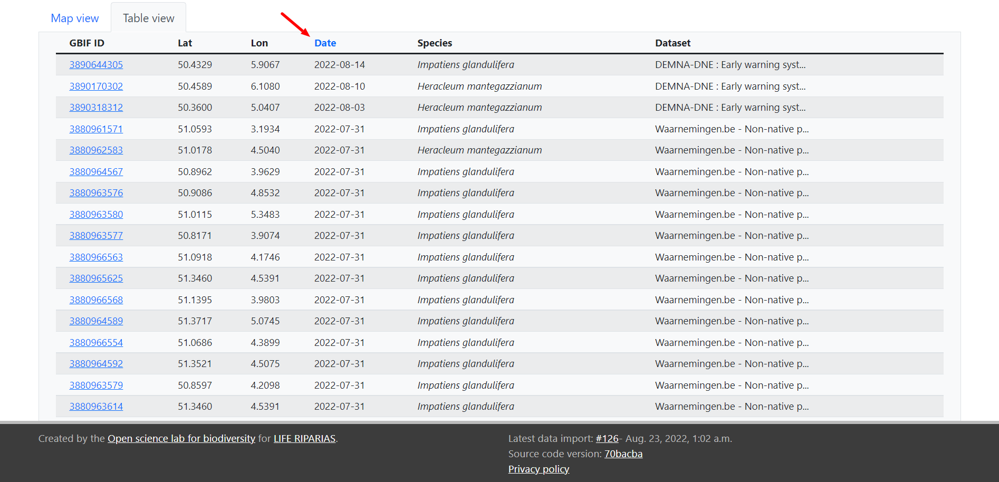 Map view Table view
GBIF ID Lat Lon Date Species Dataset
3890644305 50.4329 5.9067 2022-08-14 Impatiens glandulifera DEMNA-DNE : Early warning syst...
3890170302 50.4589 6.1080 2022-08-10 Heracleum mantegazzianum DEMNA-DNE : Early warning syst...
3890318312 50.3600 5.0407 2022-08-03 Heracleum mantegazzianum DEMNA-DNE : Early warning syst...
3880961571 51.0593 3.1934 2022-07-31 Impatiens glandulifera Waarnemingen.be - Non-native p...
3880962583 51.0178 4.5040 2022-07-31 Heracleum mantegazzianum Waarnemingen.be - Non-native p...
3880964567 50.8962 3.9629 2022-07-31 Impatiens glandulifera Waarnemingen.be - Non-native p...
3880963576 50.9086 4.8532 2022-07-31 Impatiens glandulifera Waarnemingen.be - Non-native p...
3880963580 51.0115 5.3483 2022-07-31 Impatiens glandulifera Waarnemingen.be - Non-native p...
3880963577 50.8171 3.9074 2022-07-31 Impatiens glandulifera Waarnemingen.be - Non-native p...
3880966563 51.0918 4.1746 2022-07-31 Impatiens glandulifera Waarnemingen.be - Non-native p...
3880965625 51.3460 4.5391 2022-07-31 Impatiens glandulifera Waarnemingen.be - Non-native p...
3880966568 51.1395 3.9803 2022-07-31 Impatiens glandulifera Waarnemingen.be - Non-native p...
3880964589 51.3717 5.0745 2022-07-31 Impatiens glandulifera Waarnemingen.be - Non-native p...
3880966554 51.0686 4.3899 2022-07-31 Impatiens glandulifera Waarnemingen.be - Non-native p...
3880964592 51.3521 4.5075 2022-07-31 Impatiens glandulifera Waarnemingen.be - Non-native p...
3880963579 50.8597 4.2098 2022-07-31 Impatiens glandulifera Waarnemingen.be - Non-native p...
3880963614 51.3460 4.5391 2022-07-31 Impatiens glandulifera Waarnemingen.be - Non-native p...
Created by the Open science lab for biodiversity for LIFE RIPARIAS.
Latest data import: #126- Aug. 23, 2022, 1:02 a.m.
Source code version: 70bacba
Privacy policy